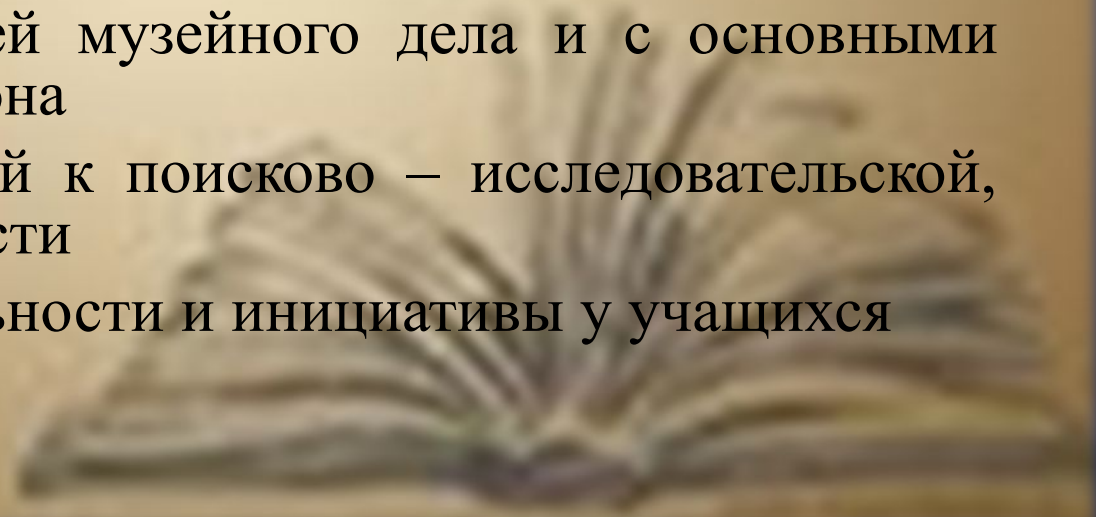 ей музейного дела и с основными
она
й к поисково – исследовательской,
сти
ьности и инициативы у учащихся